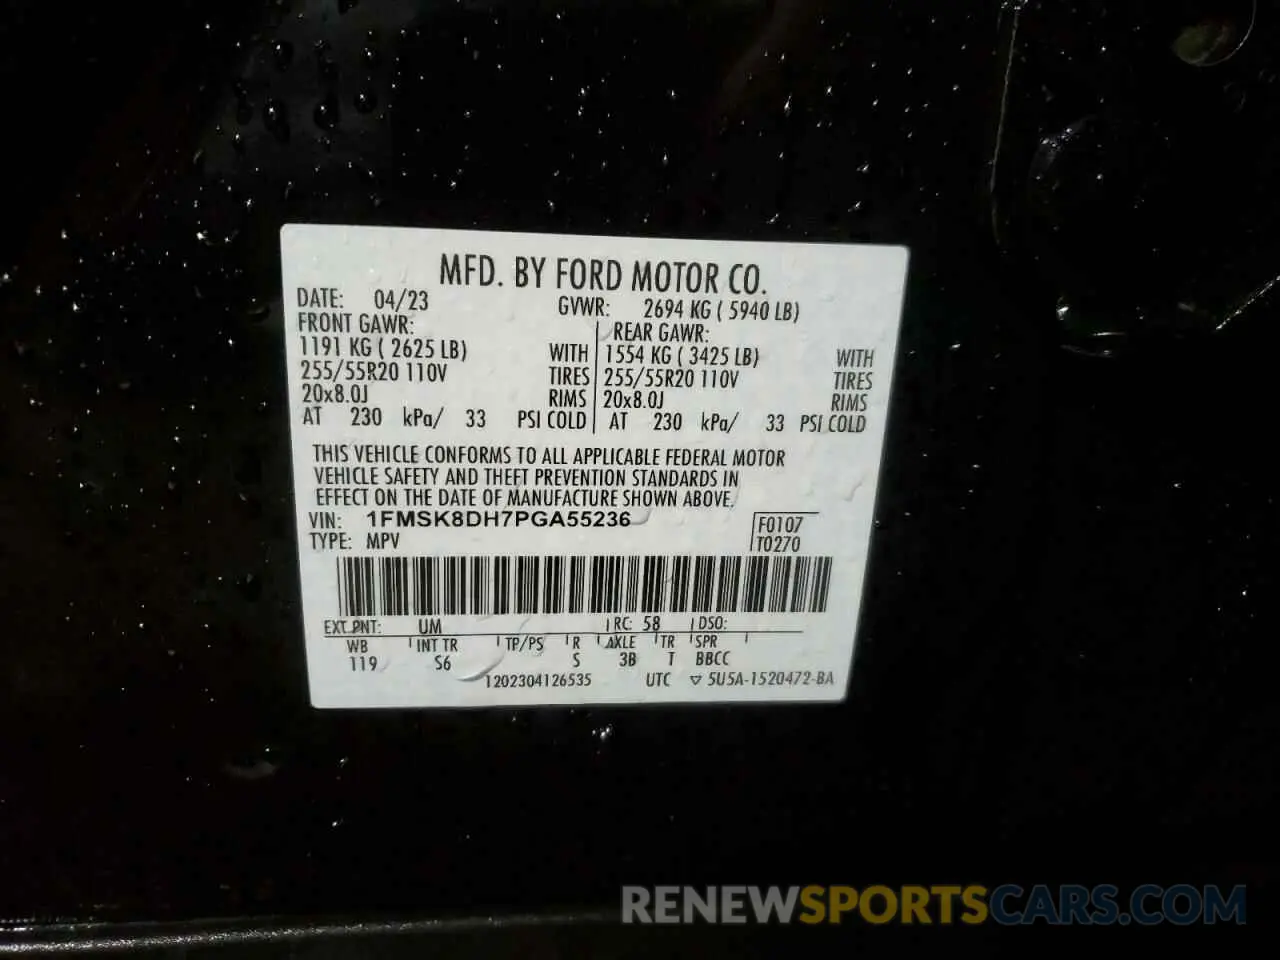 MFD. BY FORD MOTOR CO.
DATE: 04/23 GVWR: 2694 KG ( 5940 LB)
FRONT GAWR: REAR GAWR:
1191 KG ( 2625 LB) WITH 1554 KG ( 3425 LB) WITH
255/55R20 110V TIRES 255/55R20 110V TIRES
20x8.0J RIMS 20x8.0J RIMS
AT 230 kPa/ 33 PSI COLD AT 230 kPa/ 33 PSI COLD
THIS VEHICLE CONFORMS TO ALL APPLICABLE FEDERAL MOTOR
VEHICLE SAFETY AND THEFT PREVENTION STANDARDS IN
EFFECT ON THE DATE OF MANUFACTURE SHOWN ABOVE.
VIN: 1FMSK8DH7PGA55236 F0107
TYPE: MPV T0270
EXT PNT: UM RC: 58 DSO:
WB INT TR TP/PS R AXLE TR SPR
119 S6 S 3B T BBCC
1202304126535 UTC ▽ 5U5A-1520472-BA
RENEWSPORTSCARS.COM